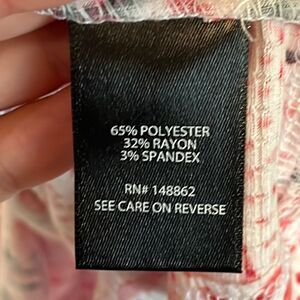 65% POLYESTER
32% RAYON
3% SPANDEX
RN# 148862
SEE CARE ON REVERSE